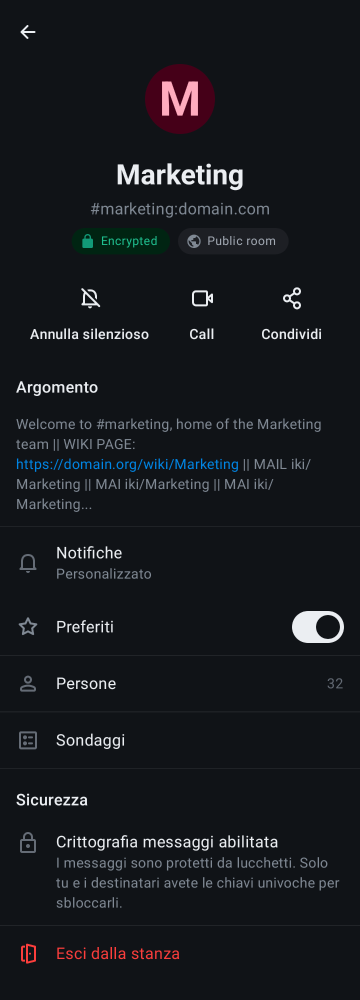 M
Marketing
#marketing:domain.com
Encrypted
Public room
Annulla silenzioso
Call
Condividi
Argomento
Welcome to #marketing, home of the Marketing
team || WIKI PAGE:
https://domain.org/wiki/Marketing || MAIL iki/
Marketing || MAI iki/Marketing || MAI iki/
Marketing...
Notifiche
Personalizzato
Preferiti
Persone
32
Sondaggi
Sicurezza
Crittografia messaggi abilitata
I messaggi sono protetti da lucchetti. Solo
tu e i destinatari avete le chiavi univoche per
sbloccarli.
Esci dalla stanza